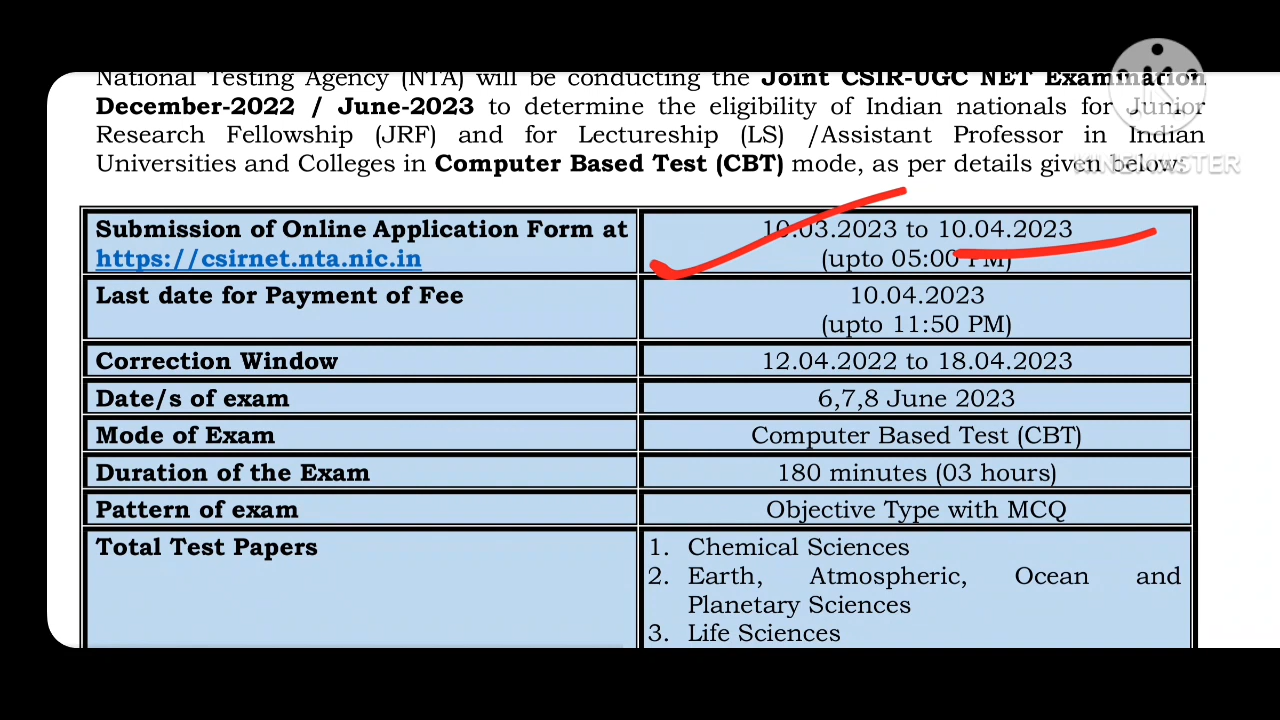 National Testing Agency (NTA) will be conducting the Joint CSIR-UGC NET Examination
December-2022 / June-2023 to determine the eligibility of Indian nationals for Junior
Research Fellowship (JRF) and for Lectureship (LS) /Assistant Professor in Indian
Universities and Colleges in Computer Based Test (CBT) mode, as per details given below:
KINEMASTER
Submission of Online Application Form at
https://csirnet.nta.nic.in
10.03.2023 to 10.04.2023
(upto 05:00 PM)
Last date for Payment of Fee
10.04.2023
(upto 11:50 PM)
Correction Window
12.04.2022 to 18.04.2023
Date/s of exam
6,7,8 June 2023
Mode of Exam
Computer Based Test (CBT)
Duration of the Exam
180 minutes (03 hours)
Pattern of exam
Objective Type with MCQ
Total Test Papers
1. Chemical Sciences
2. Earth, Atmospheric, Ocean and
Planetary Sciences
3. Life Sciences